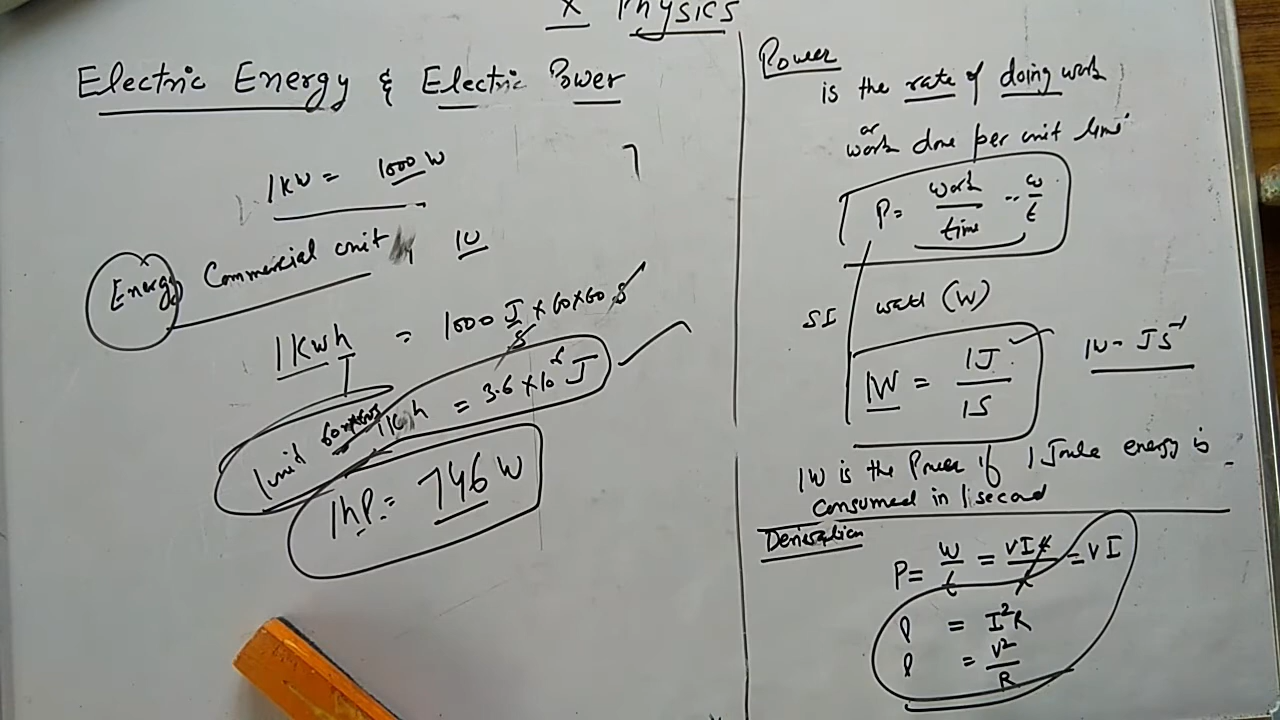 X Physics
Electric Energy & Electric Power
1KW = 1000 W
Energy Commercial unit 1U
1KWh = 1000 J/s × 60×60 s
1 unit = 1KWh = 3.6 × 10⁶ J
1hP = 746 W
Power
is the rate of doing work
or
work done per unit time
P = work/time = w/t
SI watt (W)
1W = 1J/1S
1W = JS⁻¹
1W is the Power if 1 Joule energy is
consumed in 1 second
Derivation
P = W/t = VIt/t = VI
P = I²R
P = V²/R